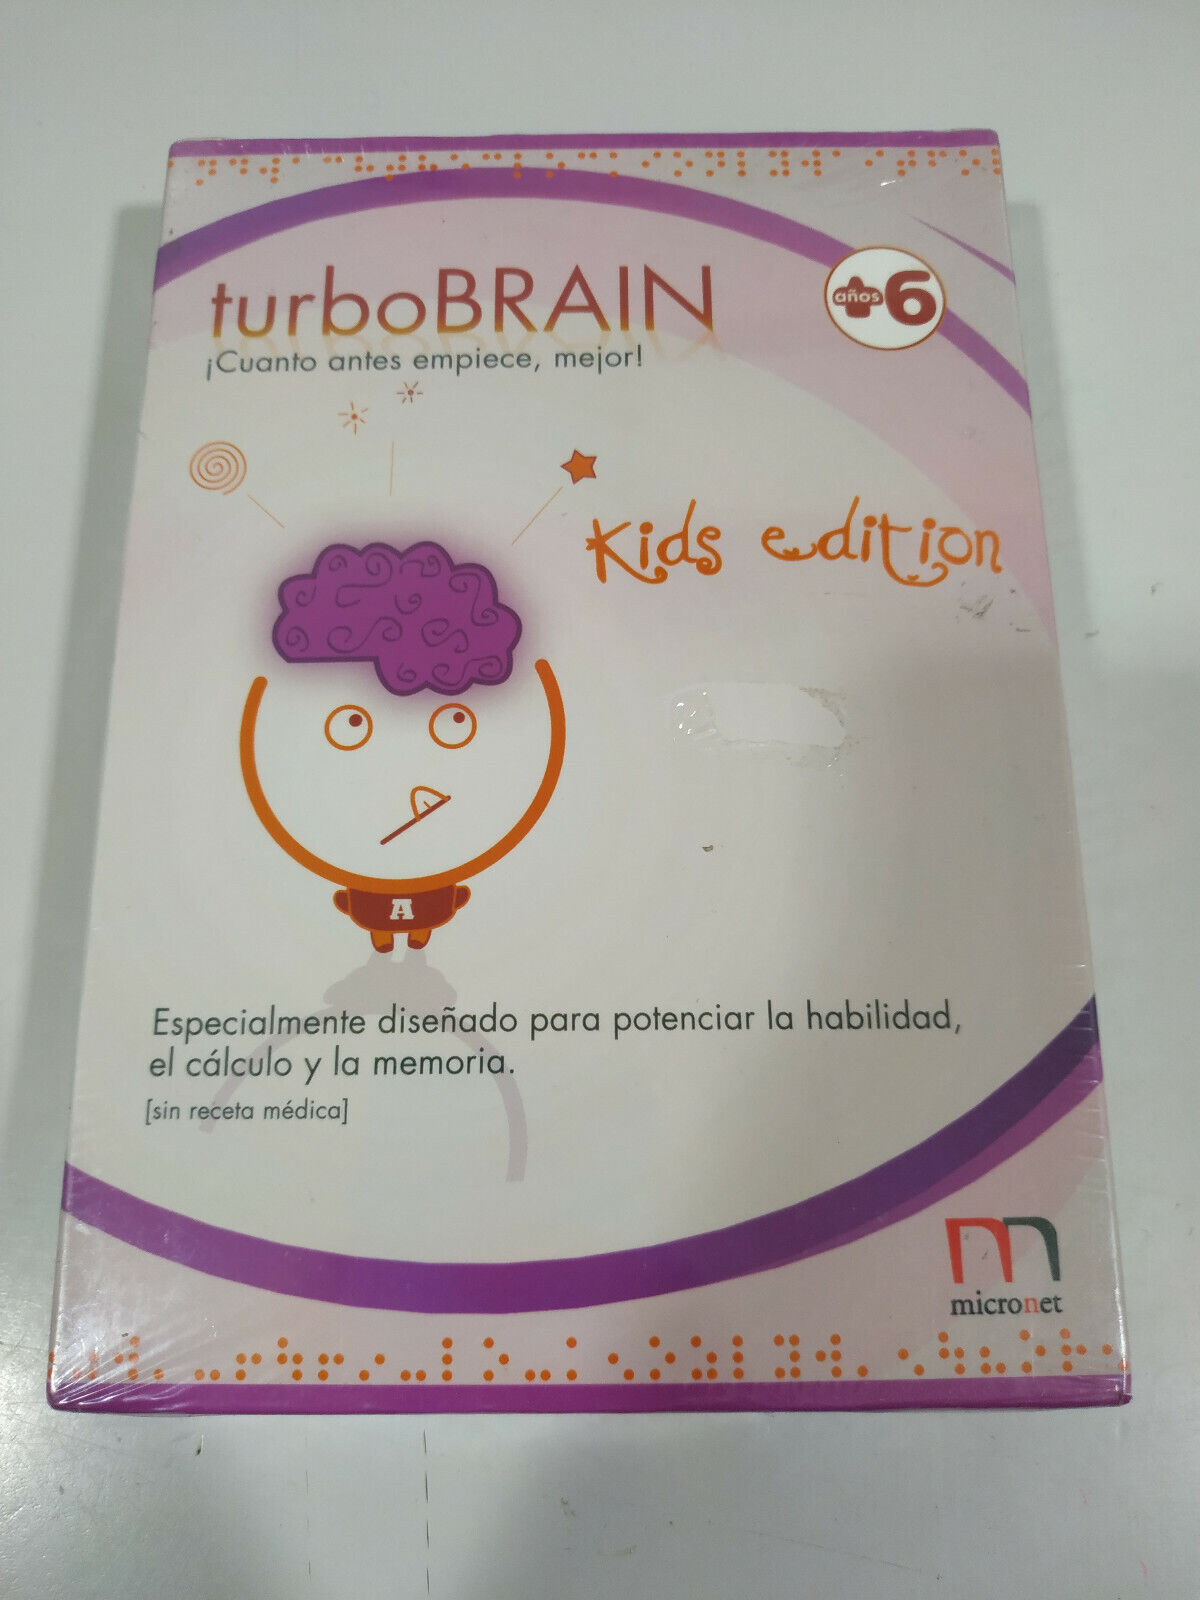 turboBRAIN
¡Cuanto antes empiece, mejor!
+6
años
Kids edition
A
Especialmente diseñado para potenciar la habilidad,
el cálculo y la memoria.
[sin receta médica]
micronet